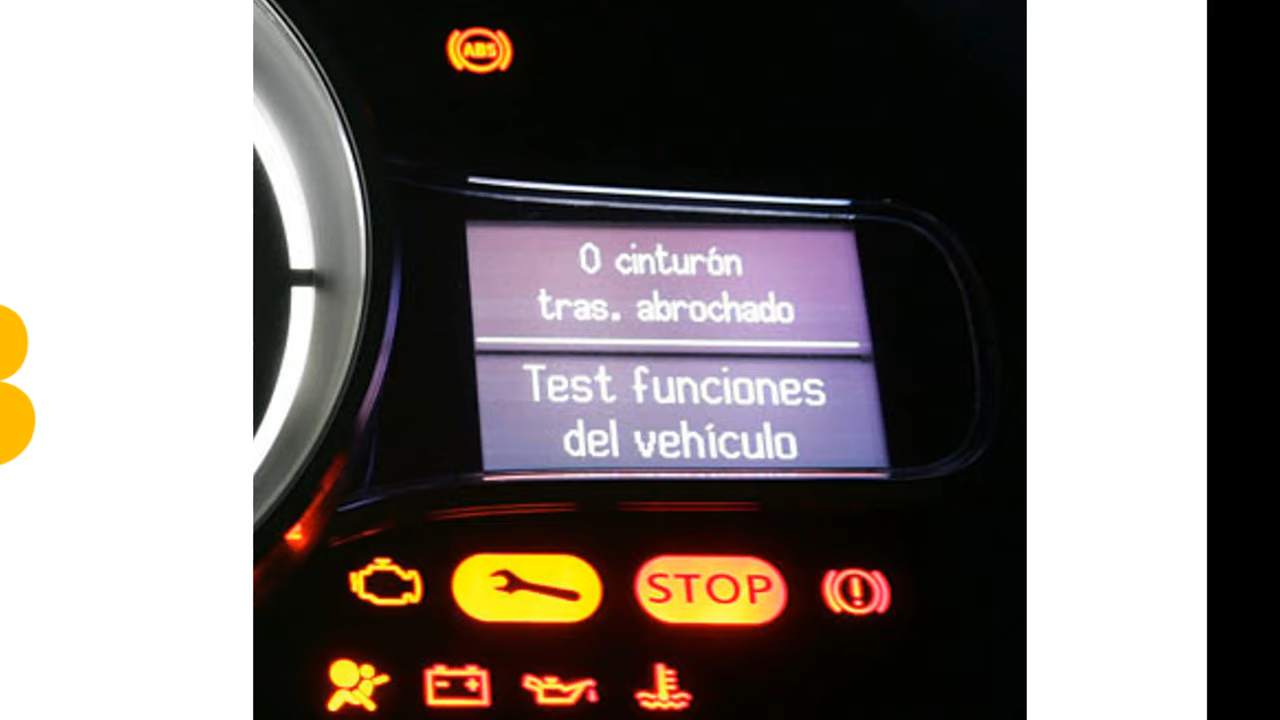 ABS
0 cinturón
tras. abrochado
Test funciones
del vehículo
STOP